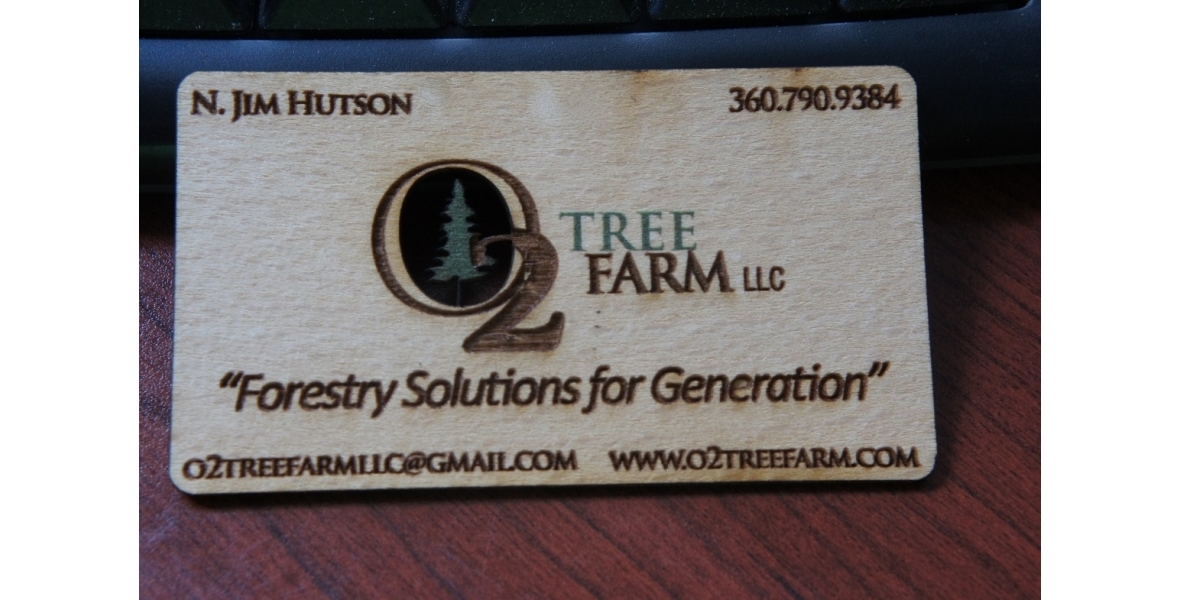 N. JIM HUTSON 360.790.9384
O2 TREE
FARM LLC
“Forestry Solutions for Generation”
O2TREEFARMLLC@GMAIL.COM WWW.O2TREEFARM.COM